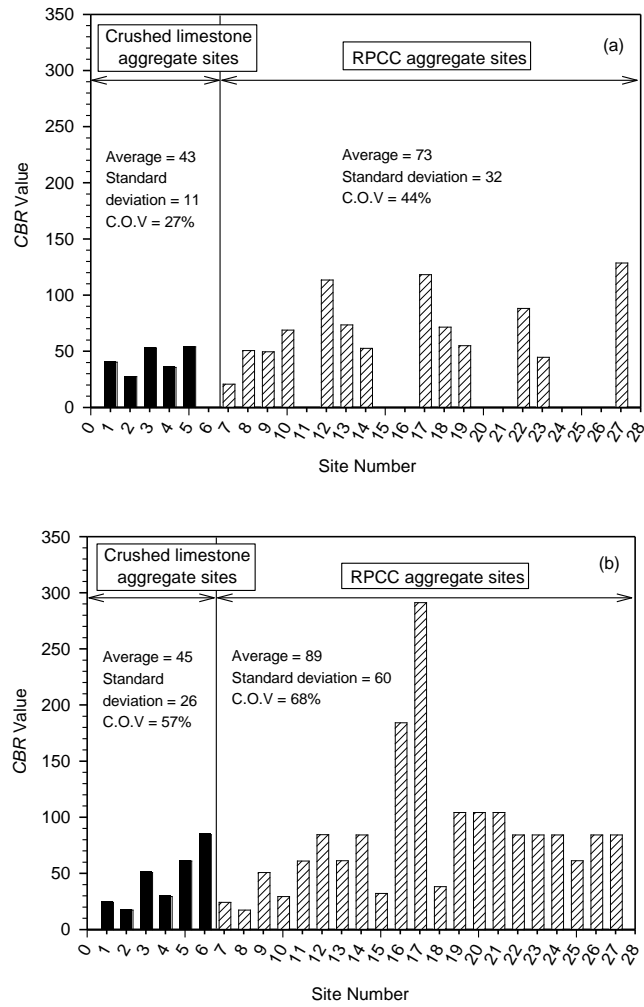 350
300
250
200
150
100
50
0
CBR Value
Crushed limestone
aggregate sites
RPCC aggregate sites
(a)
Average = 43
Standard
deviation = 11
C.O.V = 27%
Average = 73
Standard deviation = 32
C.O.V = 44%
0 1 2 3 4 5 6 7 8 9 10 11 12 13 14 15 16 17 18 19 20 21 22 23 24 25 26 27 28
Site Number
350
300
250
200
150
100
50
0
CBR Value
Crushed limestone
aggregate sites
RPCC aggregate sites
(b)
Average = 45
Standard
deviation = 26
C.O.V = 57%
Average = 89
Standard deviation = 60
C.O.V = 68%
0 1 2 3 4 5 6 7 8 9 10 11 12 13 14 15 16 17 18 19 20 21 22 23 24 25 26 27 28
Site Number